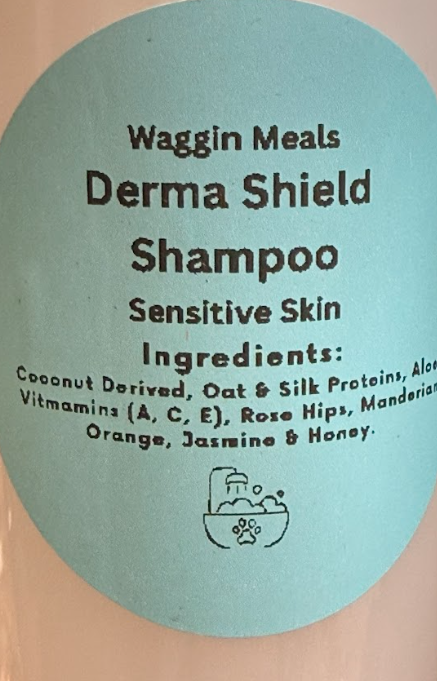 Waggin Meals
Derma Shield
Shampoo
Sensitive Skin
Ingredients:
Coconut Derived, Oat & Silk Proteins, Aloe
Vitmamins (A, C, E), Rose Hips, Manderian
Orange, Jasmine & Honey.